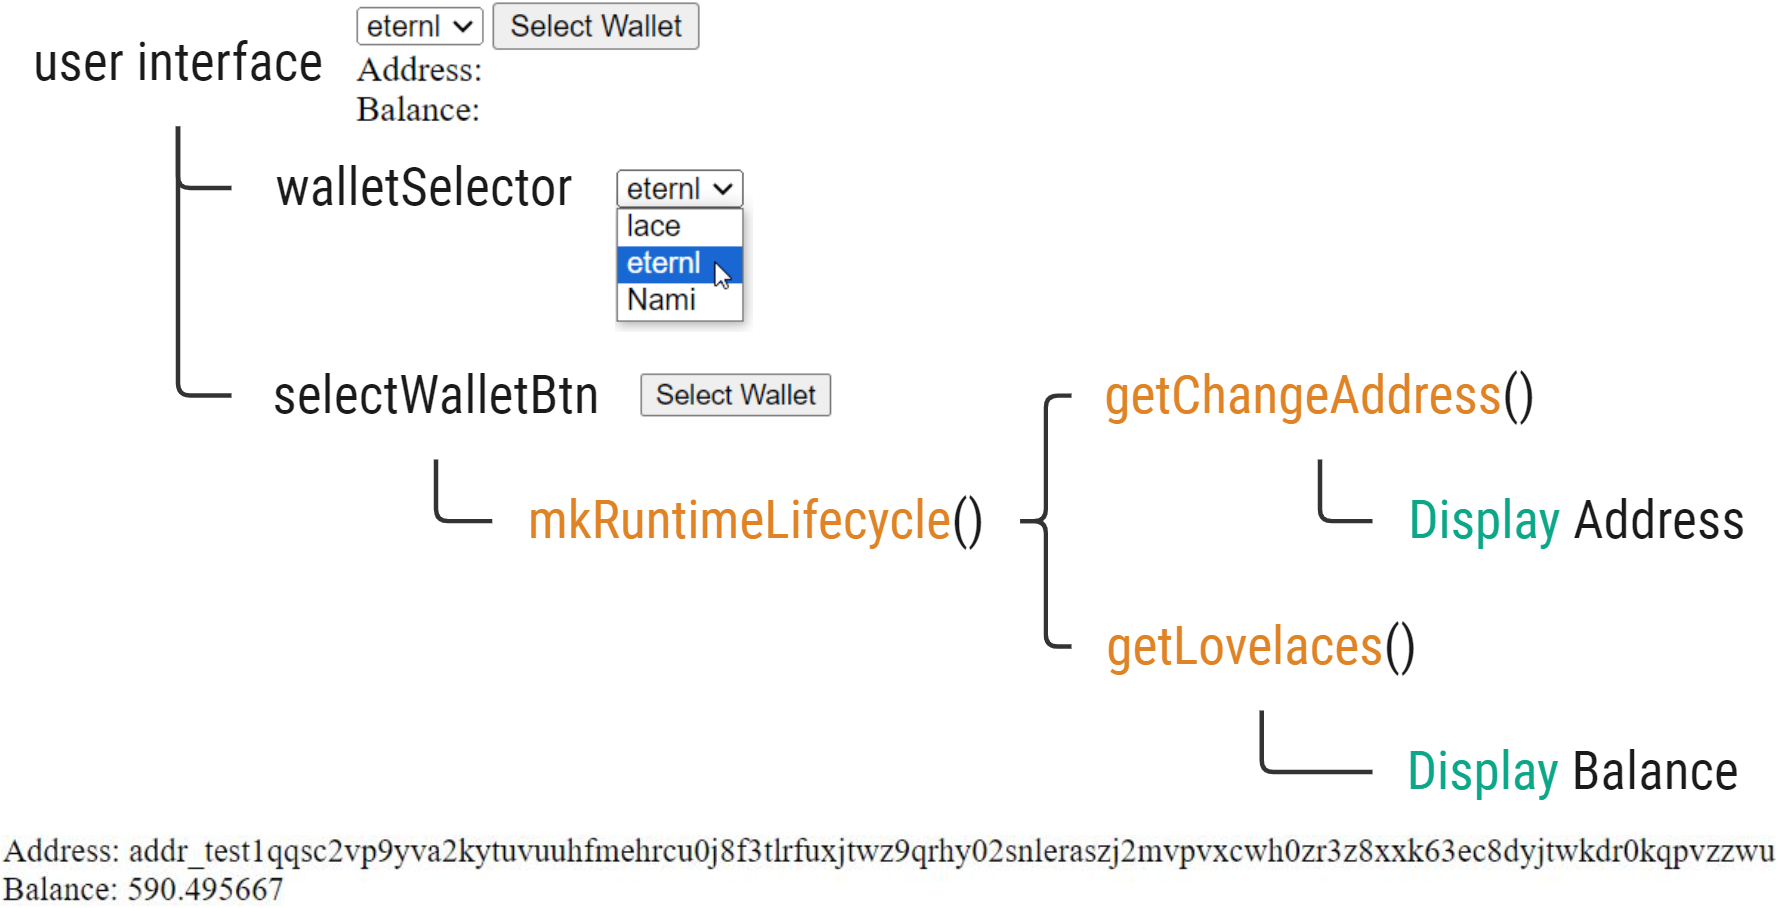 eternl Select Wallet
user interface
Address:
Balance:
walletSelector
eternl
lace
eternl
Nami
selectWalletBtn
Select Wallet
getChangeAddress()
mkRuntimeLifecycle()
Display Address
getLovelaces()
Display Balance
Address: addr_test1qqsc2vp9yva2kytuvuuhfmehrcu0j8f3tlrfuxjtwz9qrhy02snleraszj2mvpvxcwh0zr3z8xxk63ec8dyjtwkdr0kqpvzzwu
Balance: 590.495667